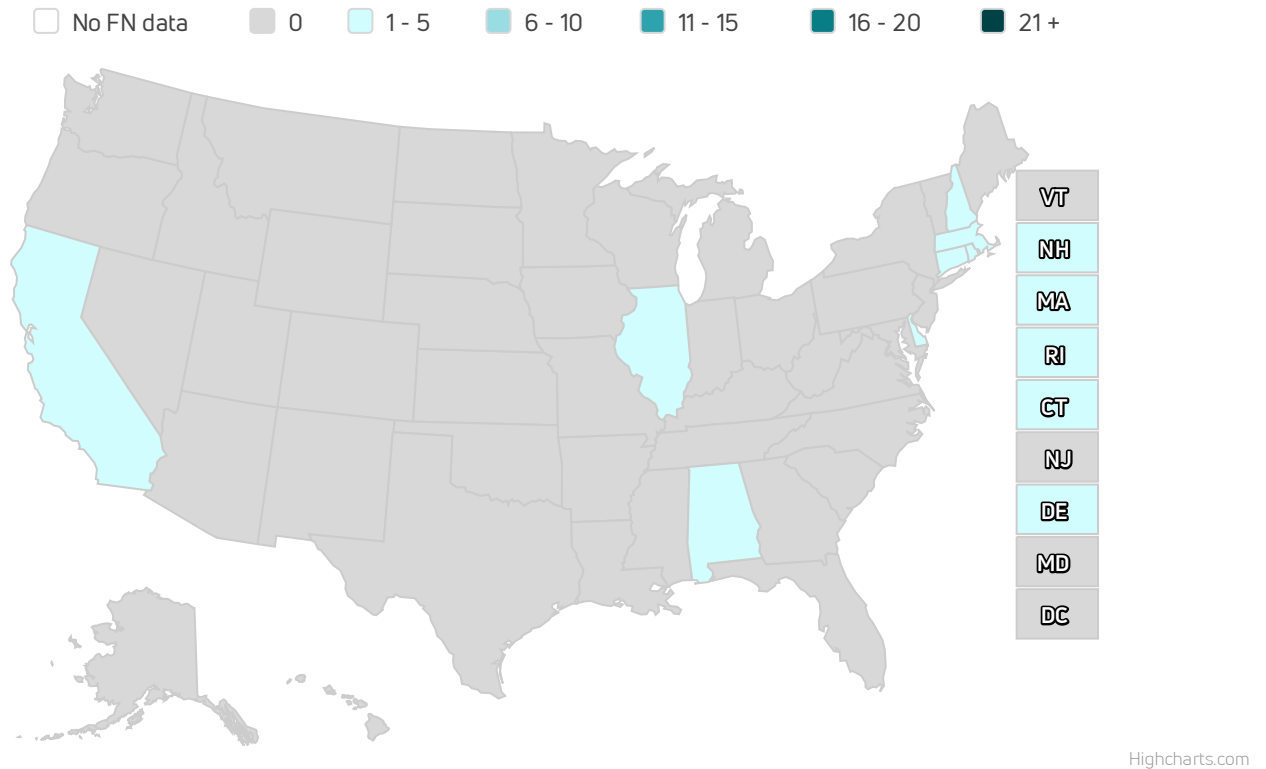 No FN data 0 1 - 5 6 - 10 11 - 15 16 - 20 21 +
VT
NH
MA
RI
CT
NJ
DE
MD
DC
Highcharts.com